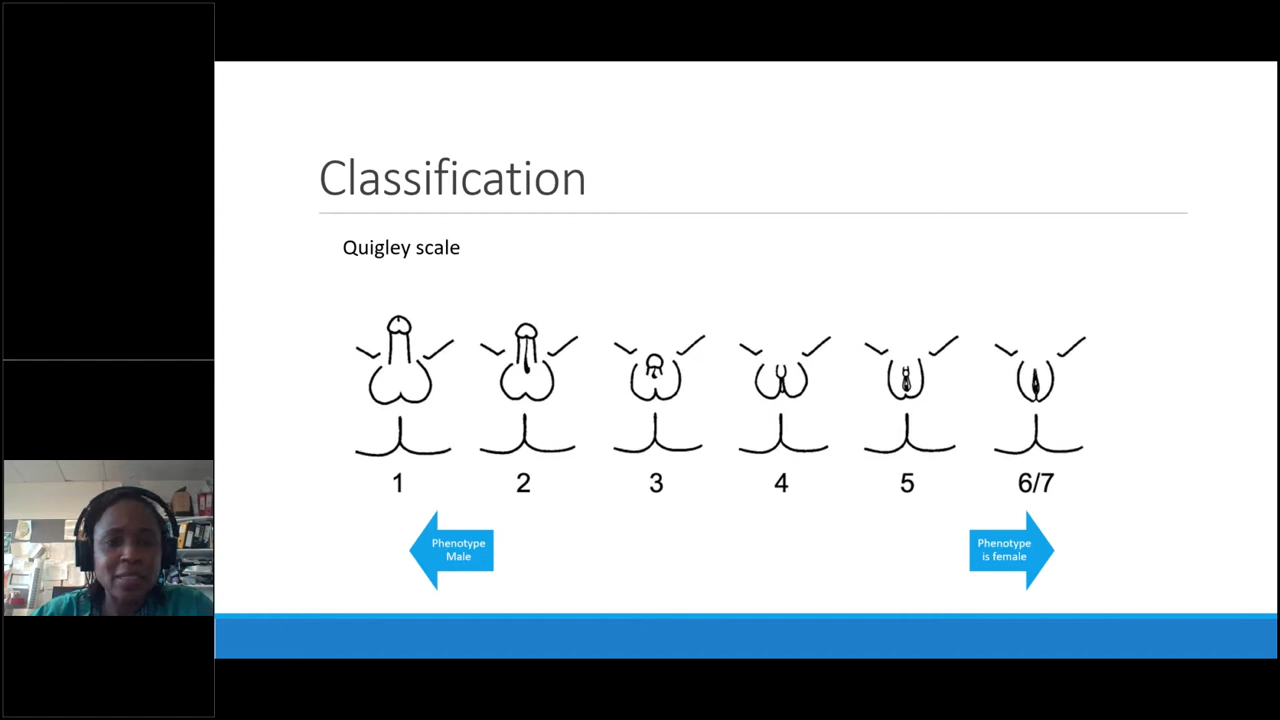 Classification
Quigley scale
1 2 3 4 5 6/7
Phenotype
Male
Phenotype
is female